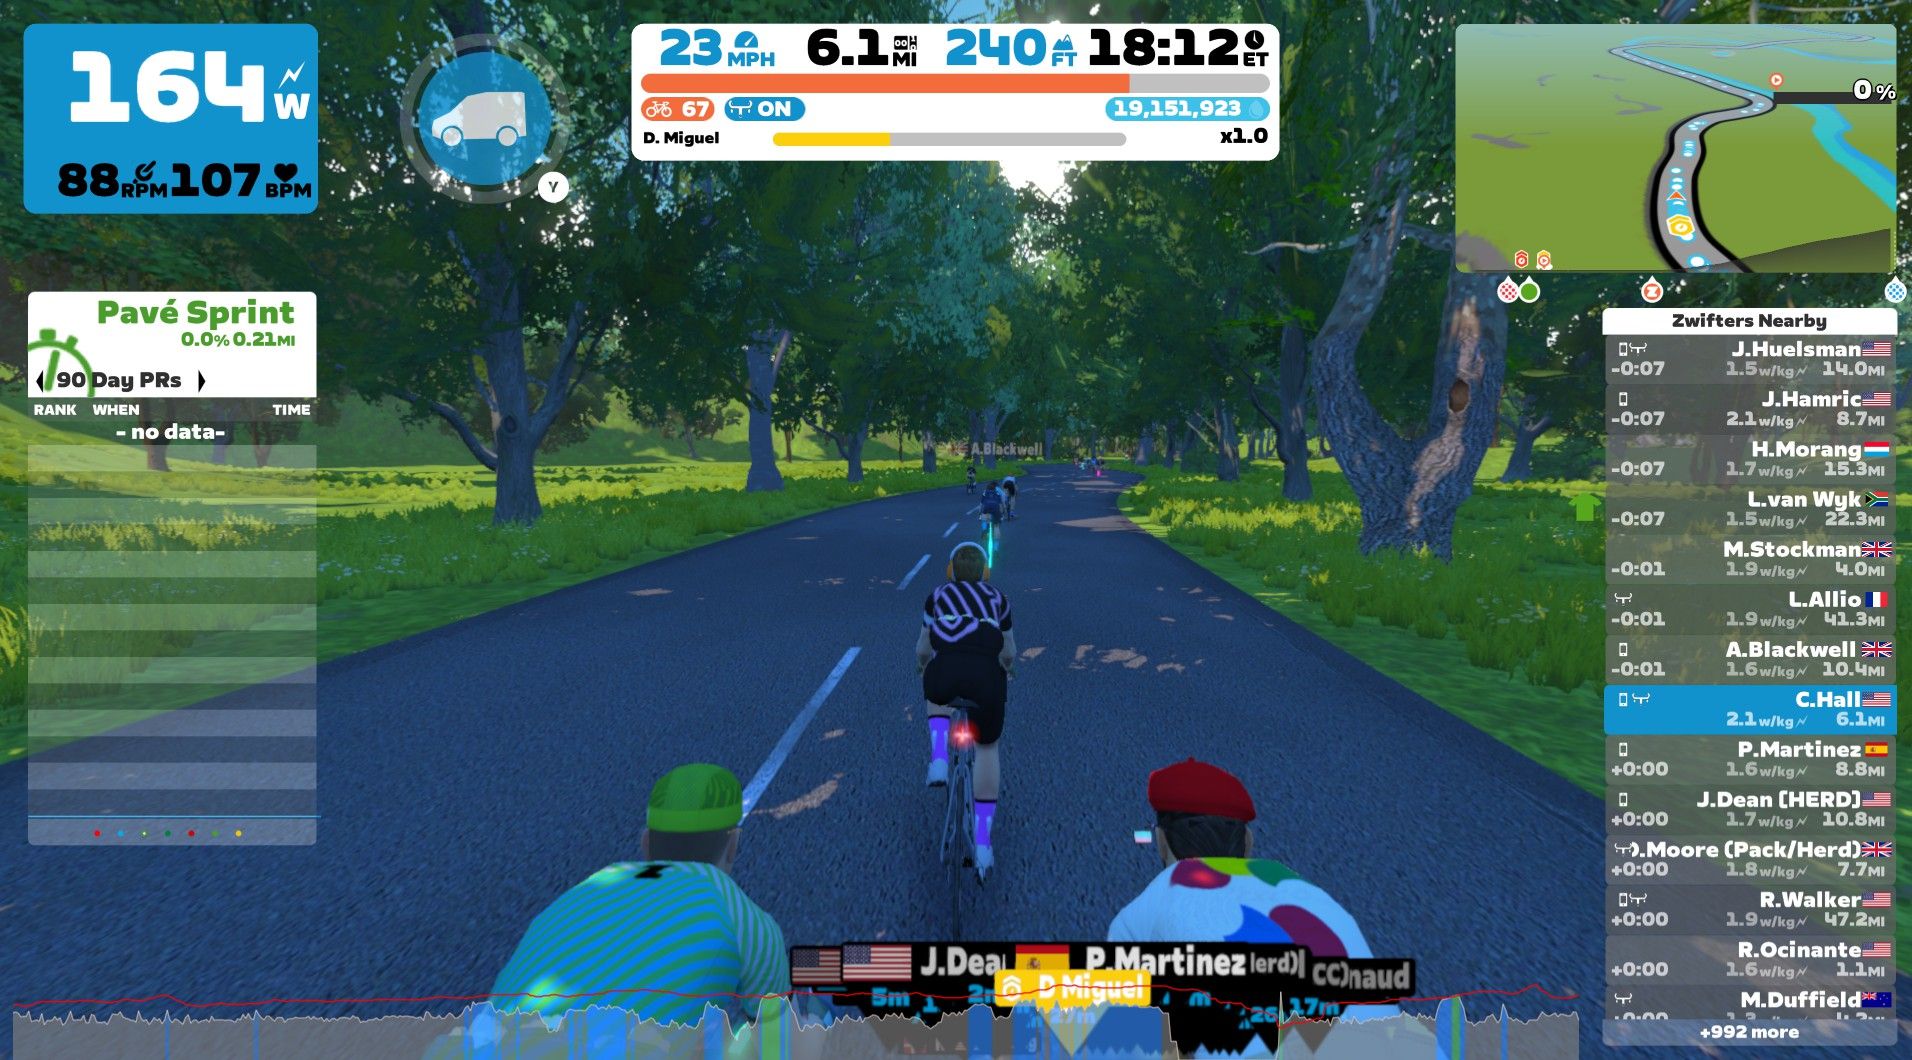 164 W
88 RPM 107 BPM
Y
23 MPH 6.1 MI 240 FT 18:12 ET
67 ON 19,151,923
D. Miguel x1.0
0 %
Pavé Sprint
0.0% 0.21MI
90 Day PRs
RANK WHEN TIME
- no data-
A.Blackwell
Zwifters Nearby
J.Huelsman
-0:07 1.5w/kg 14.0MI
J.Hamric
-0:07 2.1w/kg 8.7MI
H.Morang
-0:07 1.7w/kg 15.3MI
L.van Wyk
-0:07 1.5w/kg 22.3MI
M.Stockman
-0:01 1.9w/kg 4.0MI
L.Allio
-0:01 1.9w/kg 41.3MI
A.Blackwell
-0:01 1.6w/kg 10.4MI
C.Hall
2.1w/kg 6.1MI
P.Martinez
+0:00 1.6w/kg 8.8MI
J.Dean (HERD)
+0:00 1.7w/kg 10.8MI
.Moore (Pack/Herd)
+0:00 1.8w/kg 7.7MI
R.Walker
+0:00 1.9w/kg 47.2MI
R.Ocinante
+0:00 1.6w/kg 1.1MI
M.Duffield
+992 more
J.Dea P.Martinez
D Miguel
5m 17m